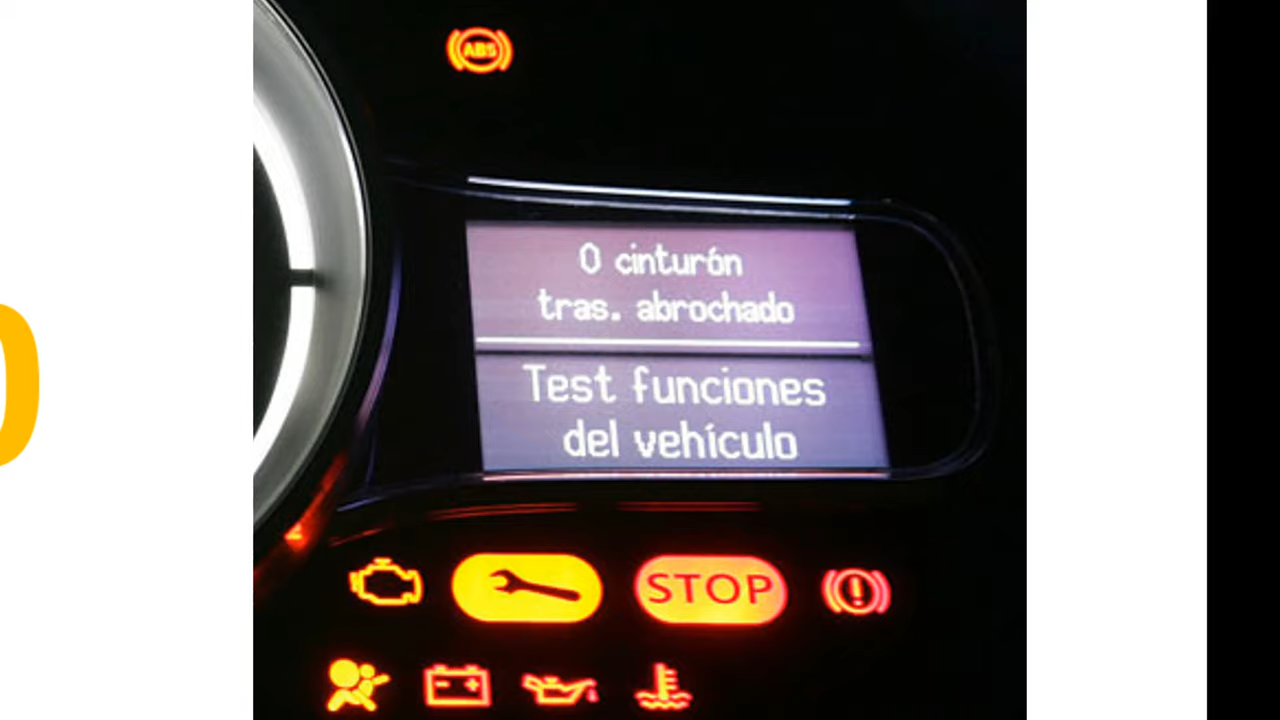 ABS
0 cinturón
tras. abrochado
Test funciones
del vehículo
STOP